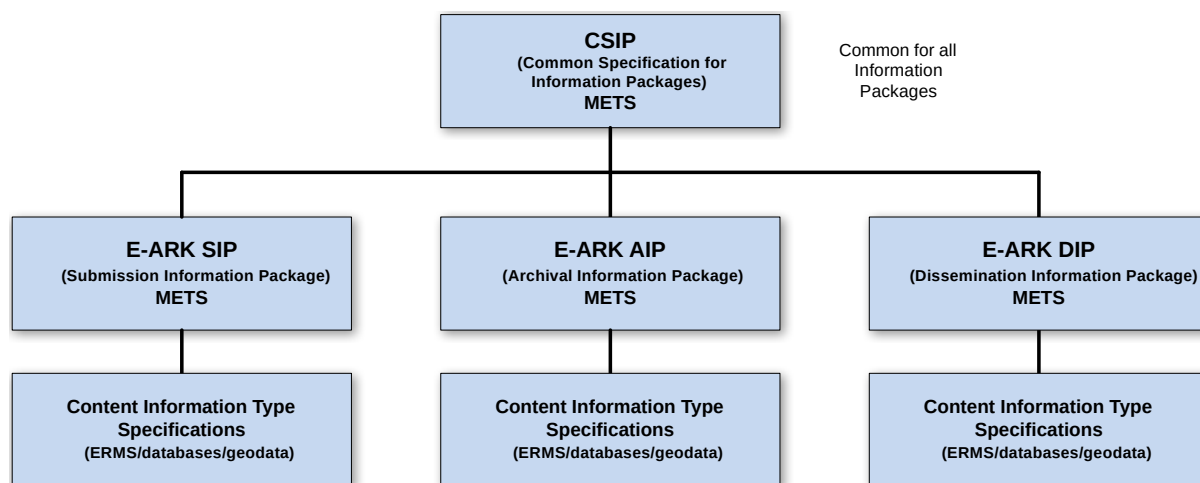 CSIP
(Common Specification for
Information Packages)
METS
Common for all
Information
Packages
E-ARK SIP
(Submission Information Package)
METS
E-ARK AIP
(Archival Information Package)
METS
E-ARK DIP
(Dissemination Information Package)
METS
Content Information Type
Specifications
(ERMS/databases/geodata)
Content Information Type
Specifications
(ERMS/databases/geodata)
Content Information Type
Specifications
(ERMS/databases/geodata)